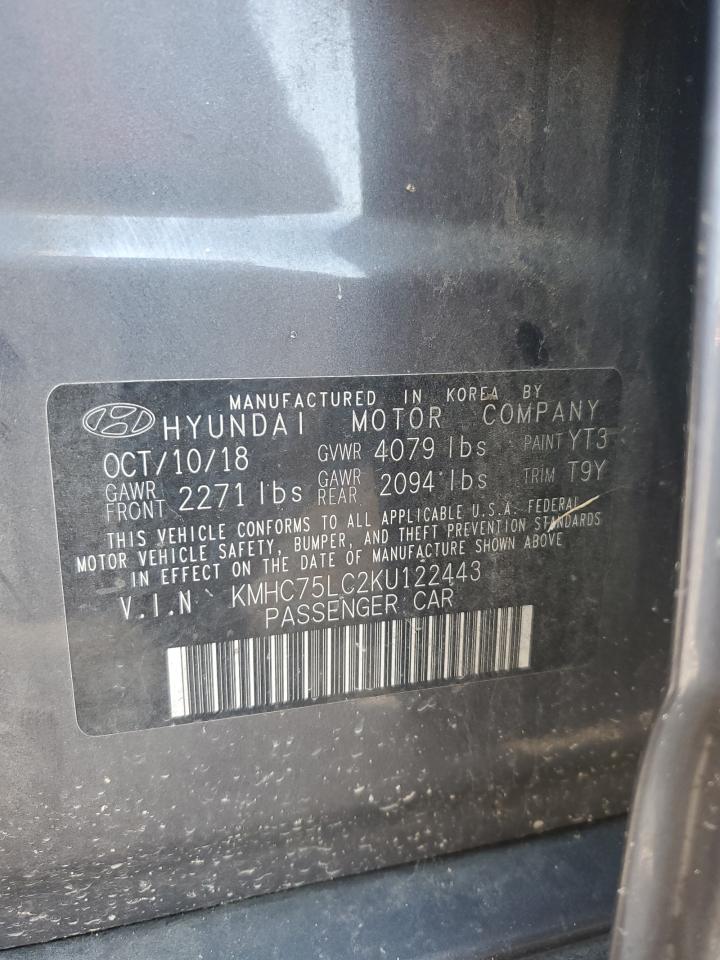 MANUFACTURED IN KOREA BY
HYUNDAI MOTOR COMPANY
OCT/10/18 GVWR 4079 lbs PAINT YT3
GAWR FRONT 2271 lbs GAWR REAR 2094 lbs TRIM T9Y
THIS VEHICLE CONFORMS TO ALL APPLICABLE U.S.A. FEDERAL
MOTOR VEHICLE SAFETY, BUMPER, AND THEFT PREVENTION STANDARDS
IN EFFECT ON THE DATE OF MANUFACTURE SHOWN ABOVE
V.I.N KMHC75LC2KU122443
PASSENGER CAR